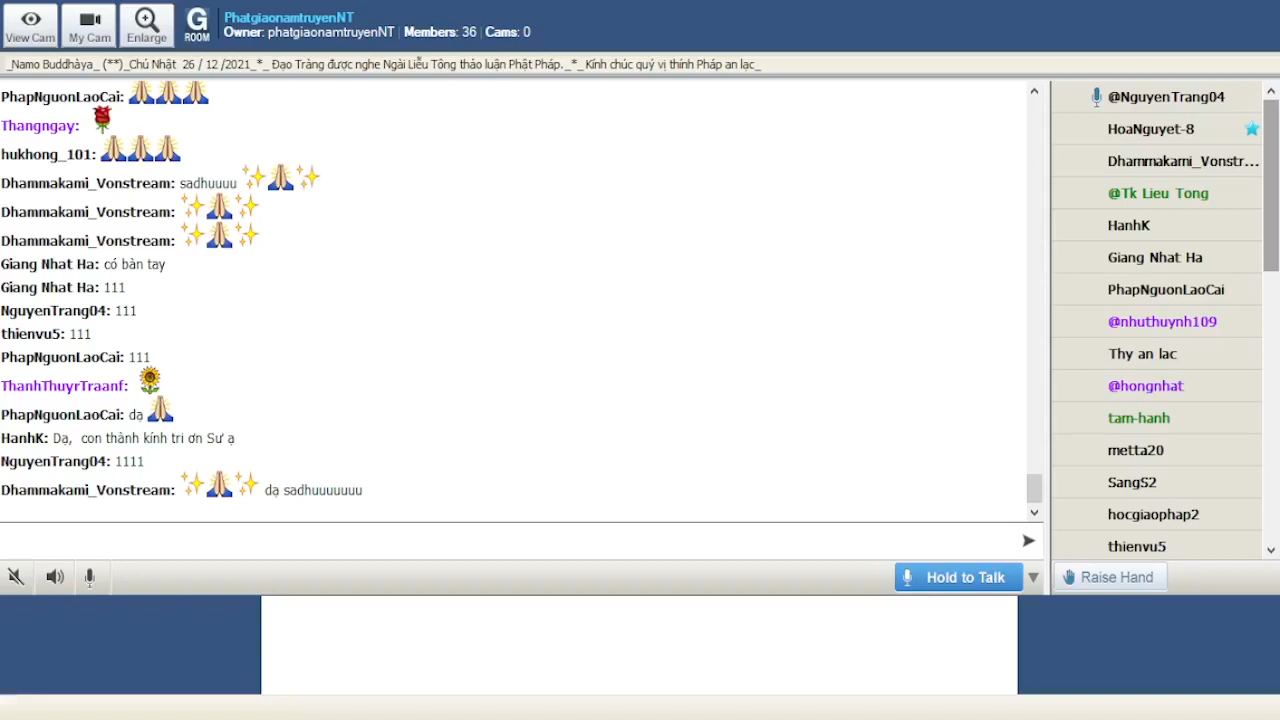 View Cam
My Cam
Enlarge
G
ROOM
PhatgiaonamtruyenNT
Owner: phatgiaonamtruyenNT | Members: 36 | Cams: 0
_Namo Buddhàya_ (**)_Chủ Nhật 26 / 12 /2021_*_ Đạo Tràng được nghe Ngài Liễu Tông thảo luận Phật Pháp._*_Kính chúc quý vị thính Pháp an lạc_
PhapNguonLaoCai:
Thangngay:
hukhong_101:
Dhammakami_Vonstream: sadhuuuu
Dhammakami_Vonstream:
Dhammakami_Vonstream:
Giang Nhat Ha: có bàn tay
Giang Nhat Ha: 111
NguyenTrang04: 111
thienvu5: 111
PhapNguonLaoCai: 111
ThanhThuyrTraanf:
PhapNguonLaoCai: dạ
HanhK: Dạ, con thành kính tri ơn Sư ạ
NguyenTrang04: 1111
Dhammakami_Vonstream: dạ sadhuuuuuuu
Hold to Talk
@NguyenTrang04
HoaNguyet-8
Dhammakami_Vonstr...
@Tk Lieu Tong
HanhK
Giang Nhat Ha
PhapNguonLaoCai
@nhuthuynh109
Thy an lac
@hongnhat
tam-hanh
metta20
SangS2
hocgiaophap2
thienvu5
Raise Hand